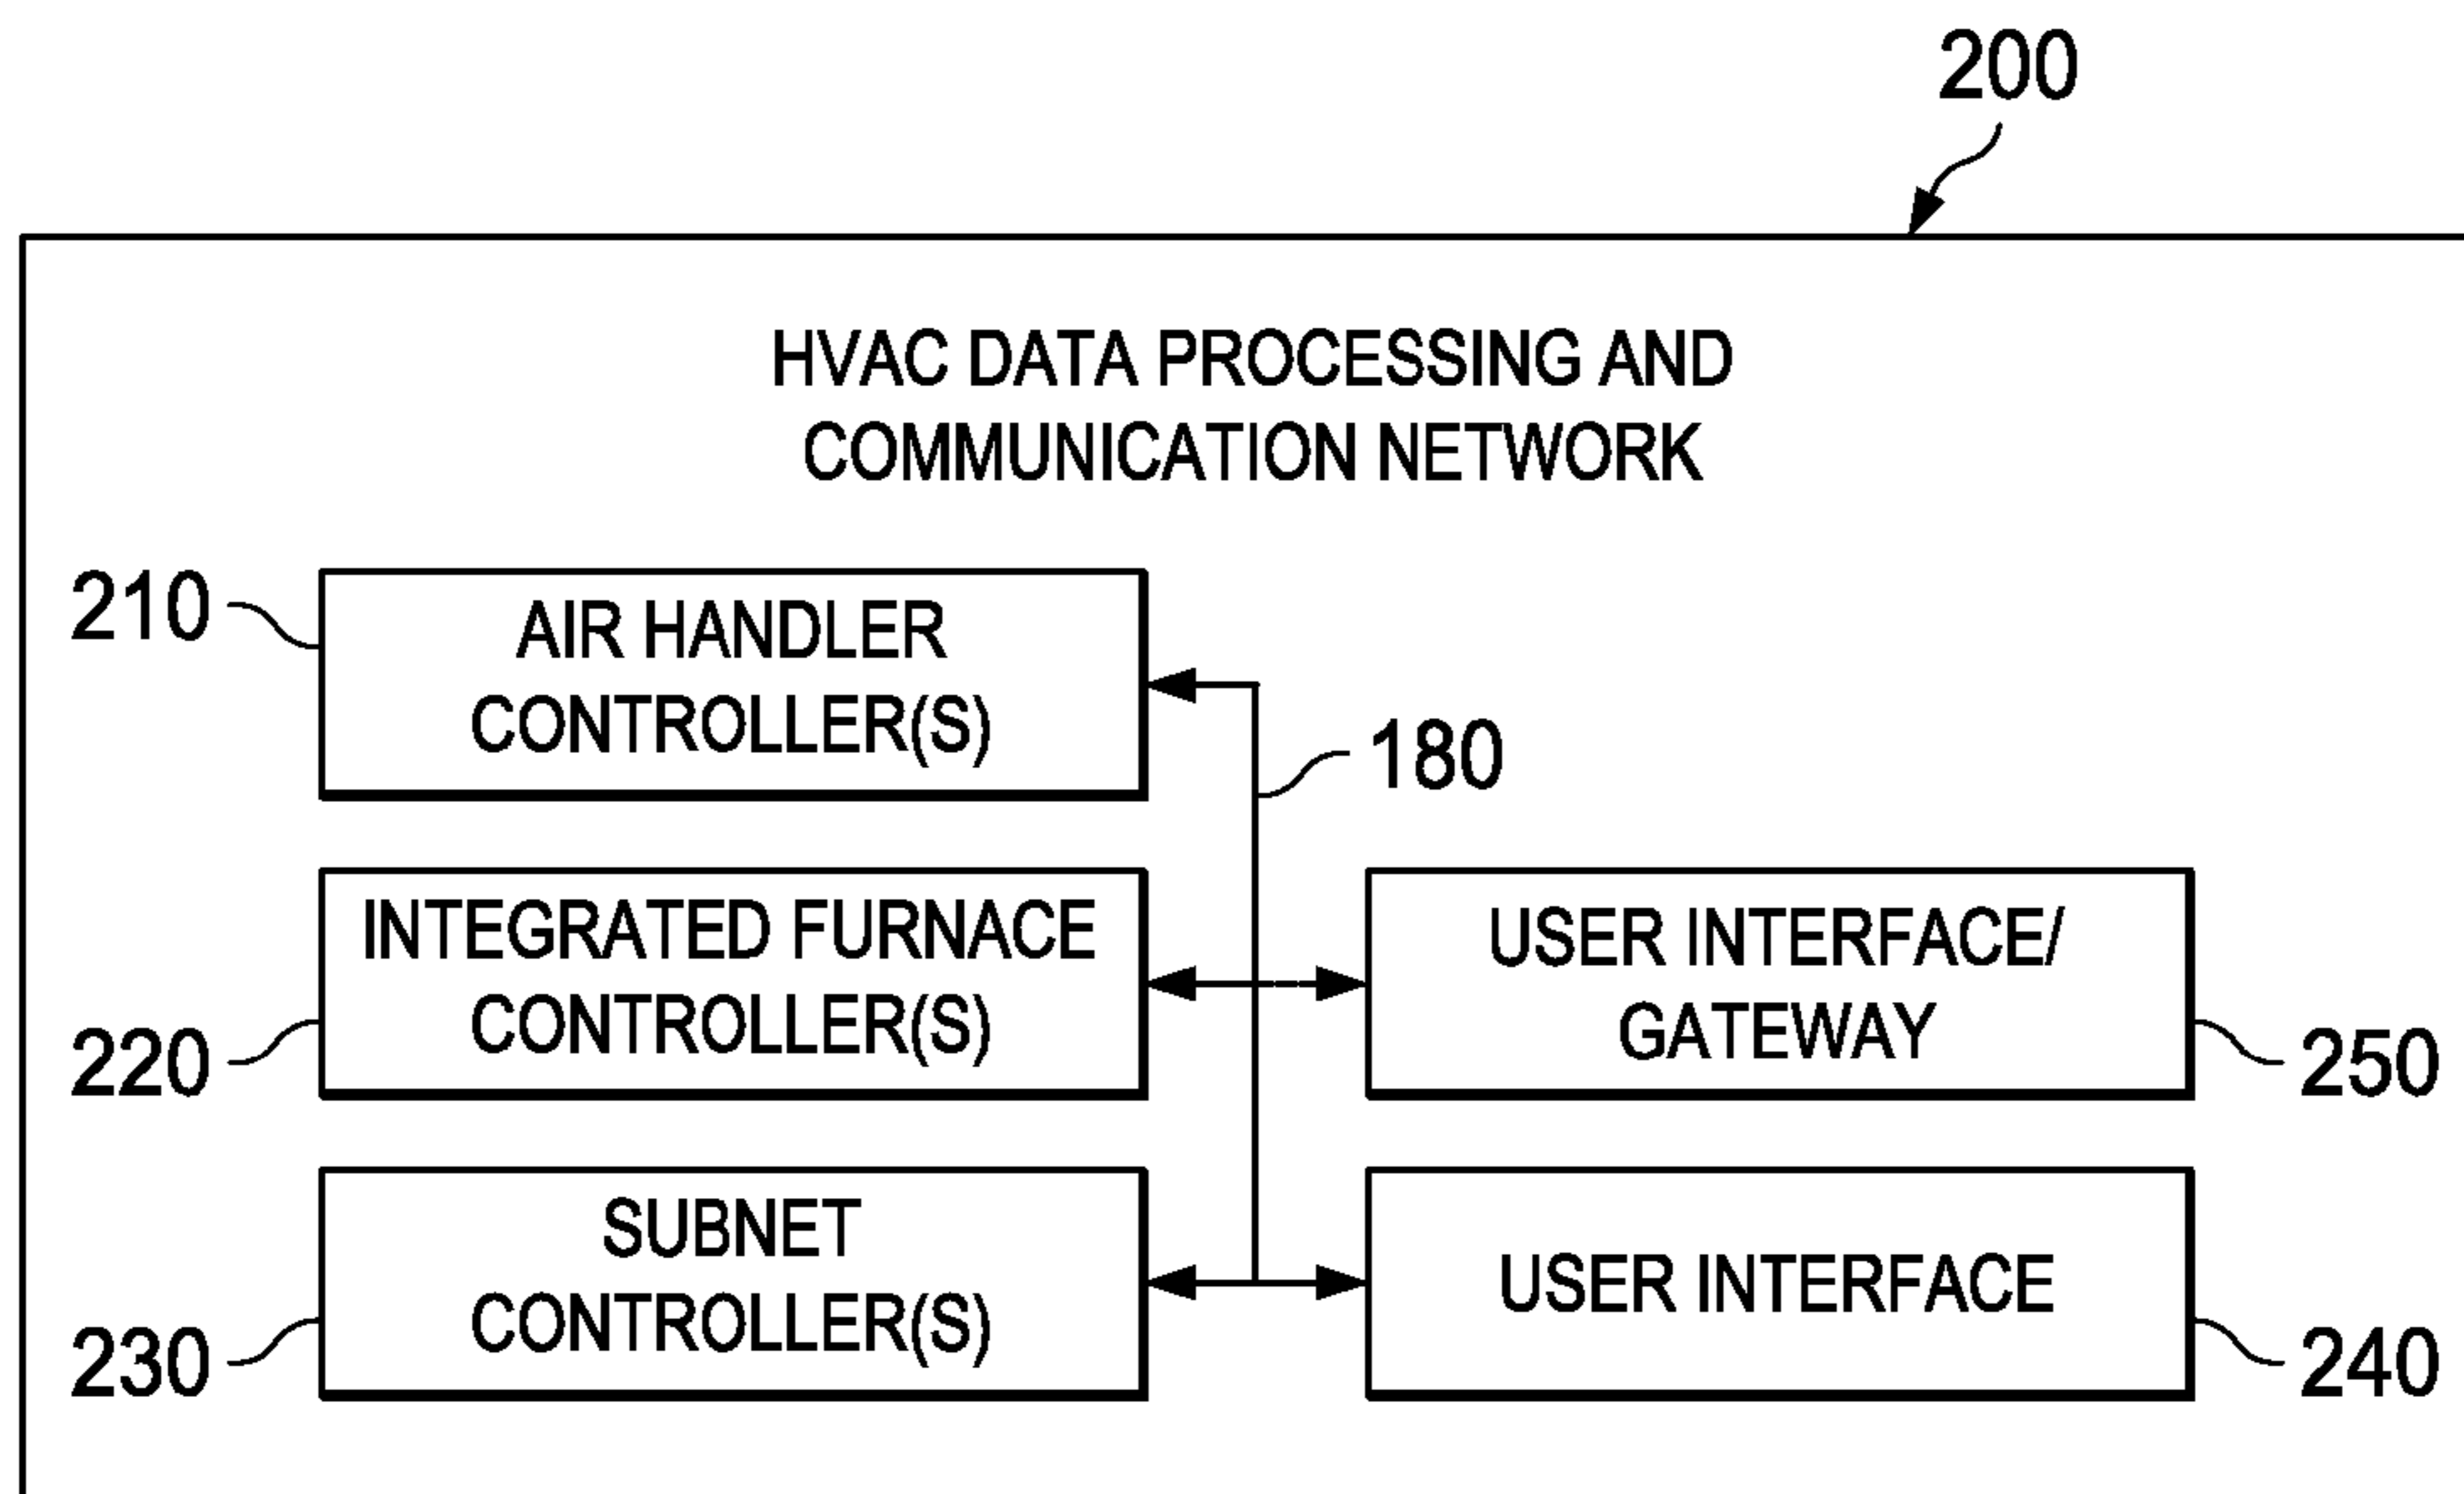 200
HVAC DATA PROCESSING AND
COMMUNICATION NETWORK
210
AIR HANDLER
CONTROLLER(S)
180
INTEGRATED FURNACE
CONTROLLER(S)
220
USER INTERFACE/
GATEWAY
250
SUBNET
CONTROLLER(S)
230
USER INTERFACE
240